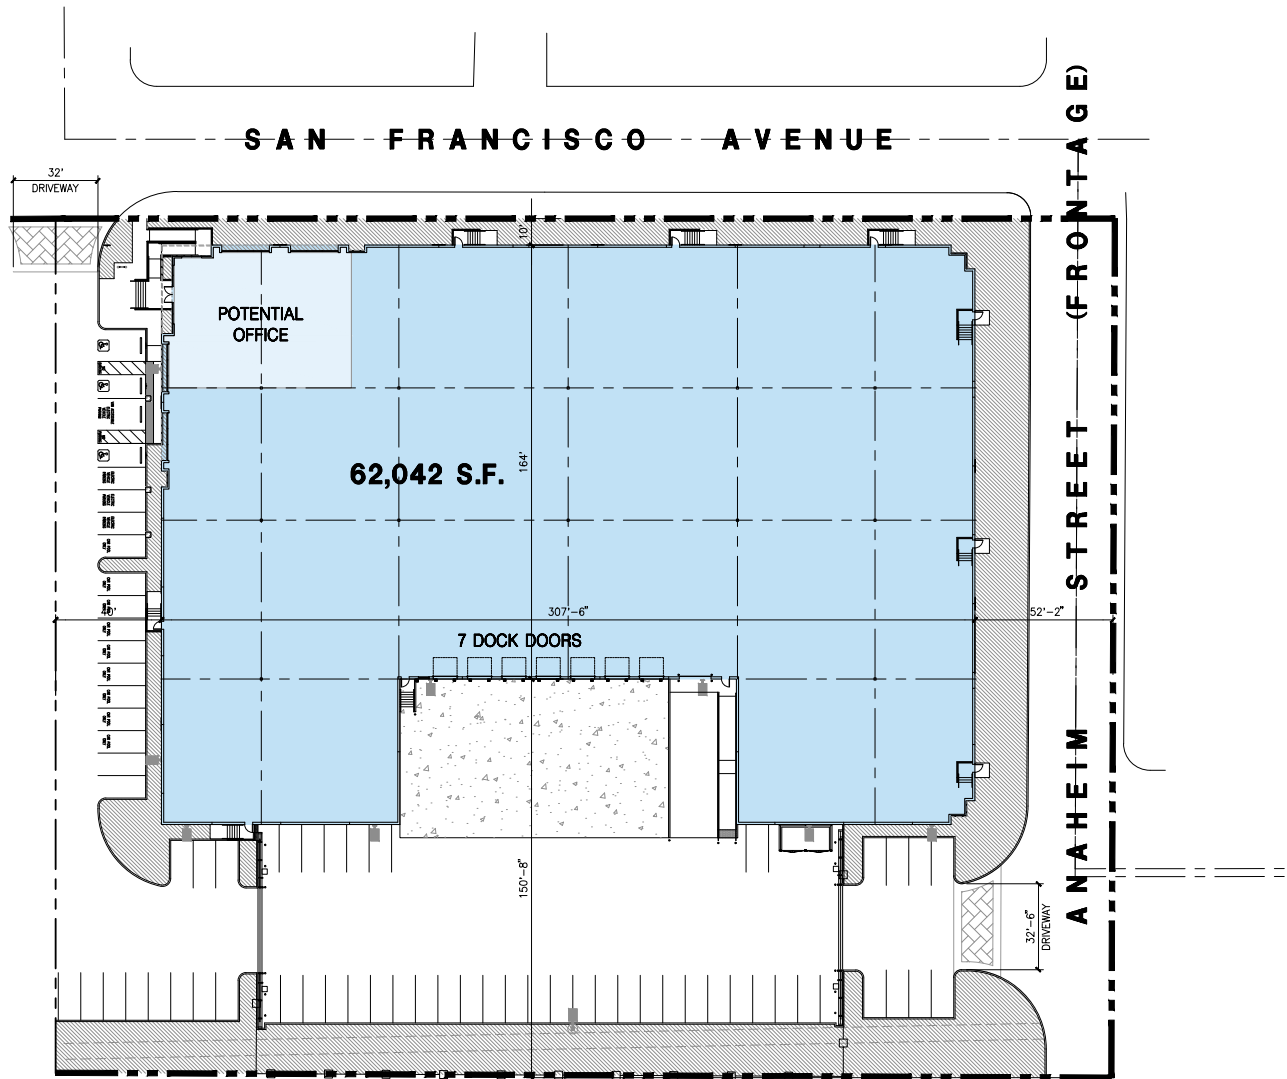 SAN FRANCISCO AVENUE
ANAHEIM STREET (FRONTAGE)
32'
DRIVEWAY
10'
POTENTIAL
OFFICE
62,042 S.F.
164'
307'-6"
52'-2"
7 DOCK DOORS
150'-8"
32'-6"
DRIVEWAY